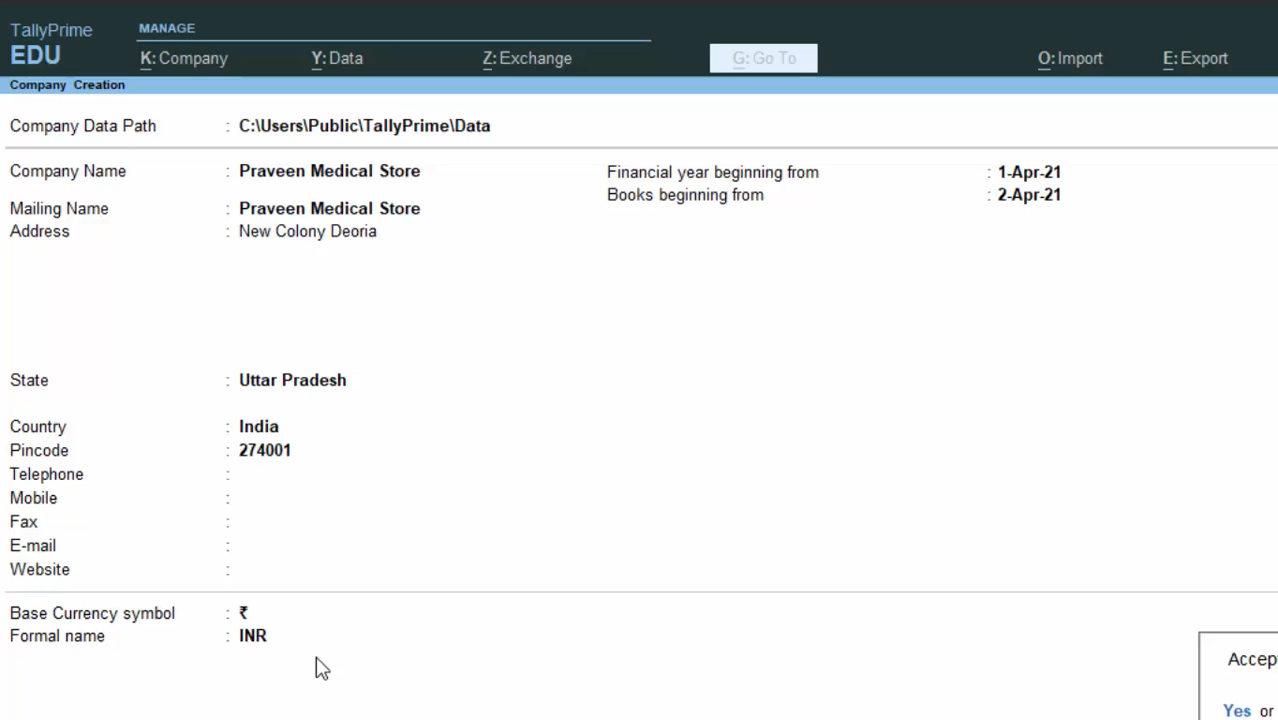 TallyPrime
EDU
MANAGE
K: Company Y: Data Z: Exchange G: Go To O: Import E: Export
Company Creation
Company Data Path : C:\Users\Public\TallyPrime\Data
Company Name : Praveen Medical Store Financial year beginning from : 1-Apr-21
Books beginning from : 2-Apr-21
Mailing Name : Praveen Medical Store
Address : New Colony Deoria
State : Uttar Pradesh
Country : India
Pincode : 274001
Telephone :
Mobile :
Fax :
E-mail :
Website :
Base Currency symbol : ₹
Formal name : INR
Accep
Yes or